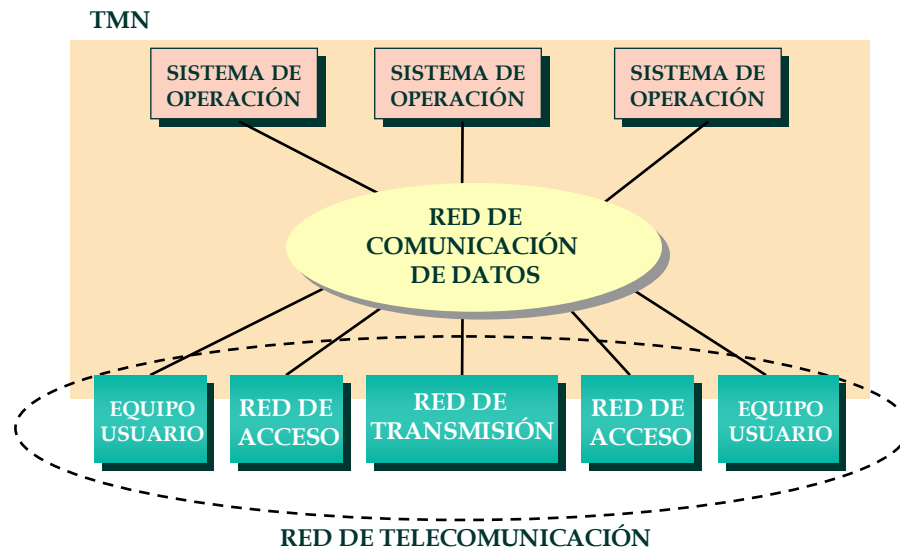 TMN
SISTEMA DE
OPERACIÓN
SISTEMA DE
OPERACIÓN
SISTEMA DE
OPERACIÓN
RED DE
COMUNICACIÓN
DE DATOS
EQUIPO
USUARIO
RED DE
ACCESO
RED DE
TRANSMISIÓN
RED DE
ACCESO
EQUIPO
USUARIO
RED DE TELECOMUNICACIÓN